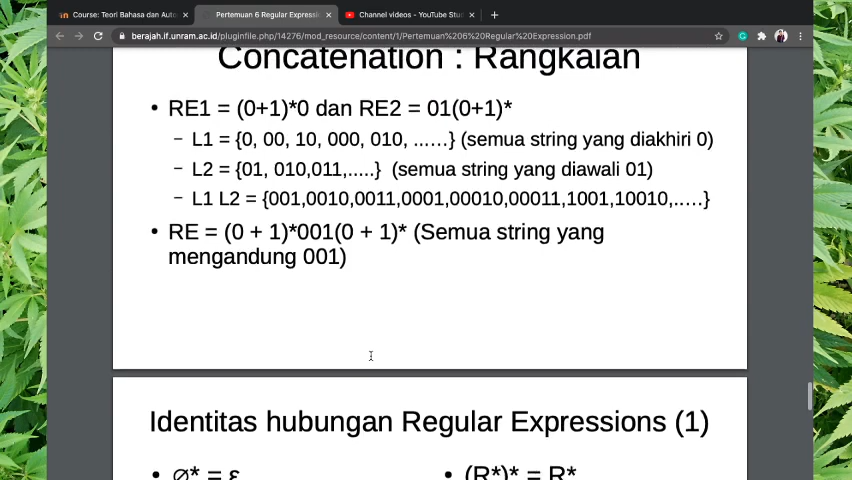 Course: Teori Bahasa dan Auto
Pertemuan 6 Regular Expressi
Channel videos - YouTube Stud
berajah.if.unram.ac.id/pluginfile.php/14276/mod_resource/content/1/Pertemuan%206%20Regular%20Expression.pdf
Concatenation : Rangkaian
• RE1 = (0+1)*0 dan RE2 = 01(0+1)*
– L1 = {0, 00, 10, 000, 010, ...…} (semua string yang diakhiri 0)
– L2 = {01, 010,011,.....} (semua string yang diawali 01)
– L1 L2 = {001,0010,0011,0001,00010,00011,1001,10010,..…}
• RE = (0 + 1)*001(0 + 1)* (Semua string yang
mengandung 001)
Identitas hubungan Regular Expressions (1)
• ∅* = ε
• (R*)* = R*